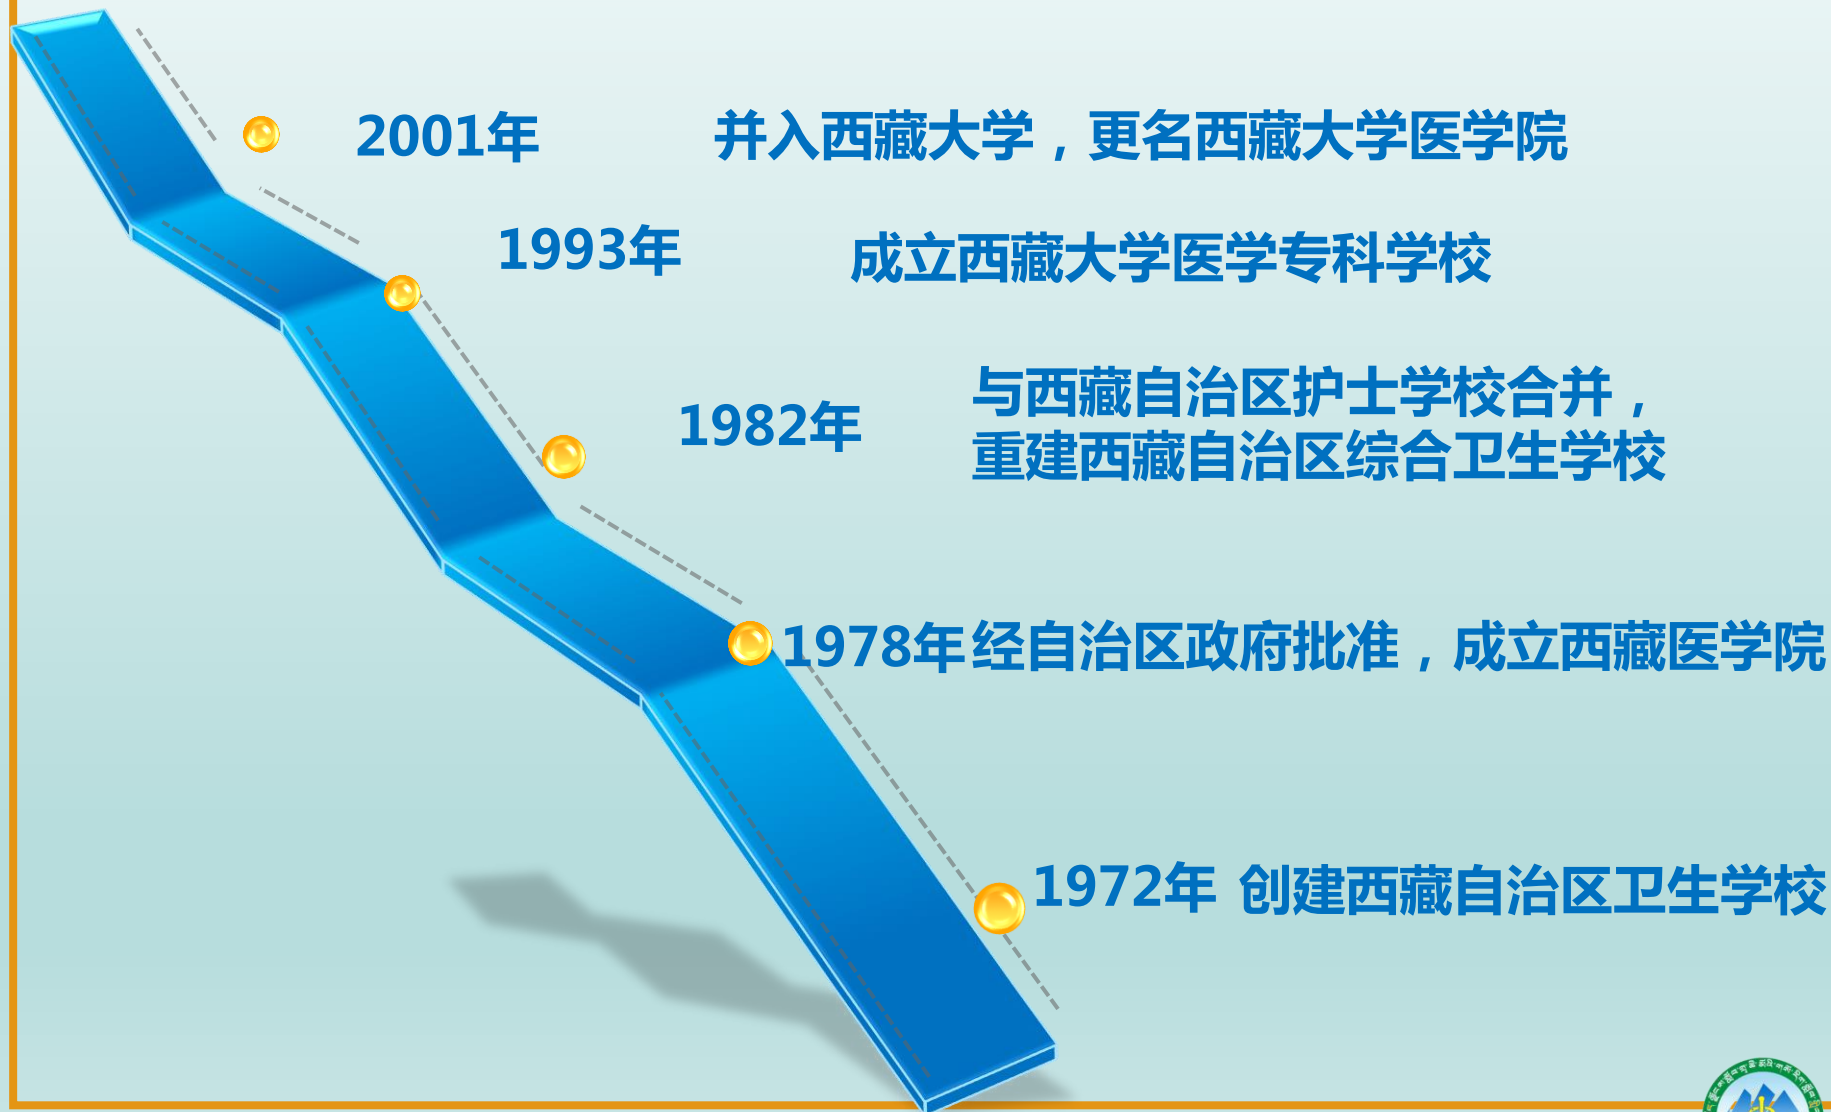 2001年 并入西藏大学，更名西藏大学医学院
1993年 成立西藏大学医学专科学校
1982年 与西藏自治区护士学校合并，
重建西藏自治区综合卫生学校
1978年 经自治区政府批准，成立西藏医学院
1972年 创建西藏自治区卫生学校